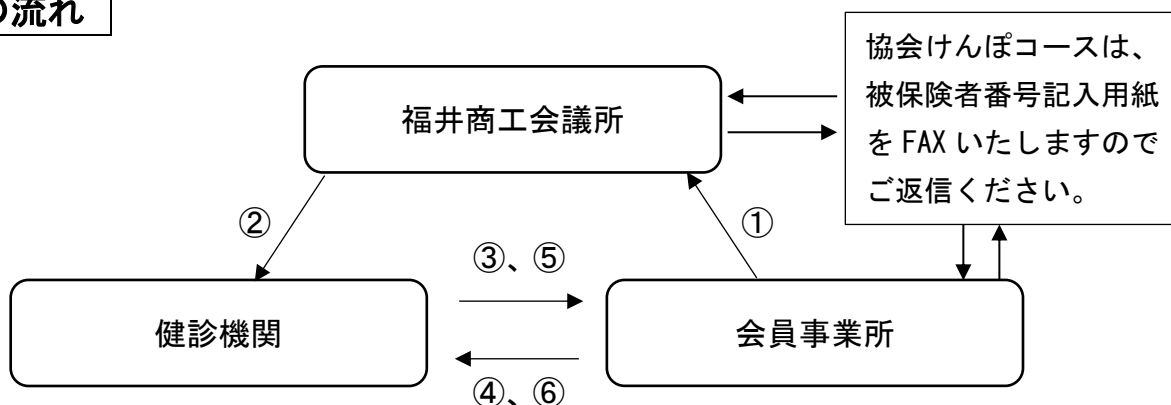 の流れ
協会けんぽコースは、
被保険者番号記入用紙
を FAX いたしますので
ご返信ください。
福井商工会議所
②
①
③、⑤
健診機関
会員事業所
④、⑥